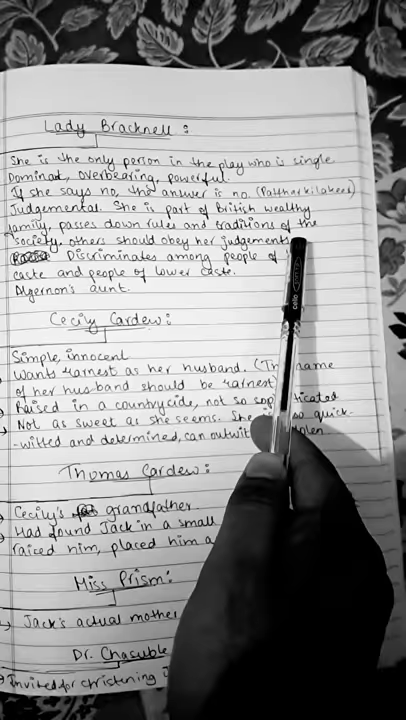 Lady Bracknell :
She is the only person in the play who is single.
Dominant, overbearing, powerful.
If she says no, the answer is no. (Patthar ki lakeer)
Judgemental. She is part of British wealthy
family, passes down rules and traditions of the
society, others should obey her judgements
Discriminates among people of
caste and people of lower caste.
Algernon's aunt.
Cecily Cardew :
Simple, innocent
Wants Earnest as her husband. (The name
of her husband should be Earnest
Raised in a countryside, not so sophisticated
Not as sweet as she seems. She is so quick-
-witted and determined, can outwit
Thomas Cardew :
Cecily's grandfather
Had found Jack in a small
raised him, placed him a
Miss Prism :
Jack's actual mother
Dr. Chasuble
Invited for christening
cello